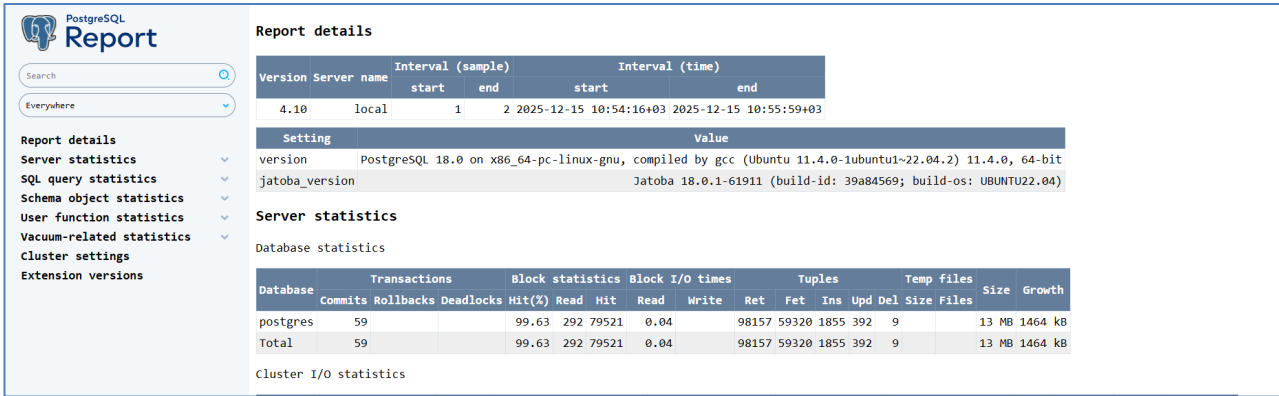 PostgreSQL
Report
Search
Everywhere
Report details
Server statistics
SQL query statistics
Schema object statistics
User function statistics
Vacuum-related statistics
Cluster settings
Extension versions
Report details
Version Server name Interval (sample) Interval (time)
start end start end
4.10 local 1 2 2025-12-15 10:54:16+03 2025-12-15 10:55:59+03
Setting Value
version PostgreSQL 18.0 on x86_64-pc-linux-gnu, compiled by gcc (Ubuntu 11.4.0-1ubuntu1~22.04.2) 11.4.0, 64-bit
jatoba_version Jatoba 18.0.1-61911 (build-id: 39a84569; build-os: UBUNTU22.04)
Server statistics
Database statistics
Database Transactions Block statistics Block I/O times Tuples Temp files Size Growth
Commits Rollbacks Deadlocks Hit(%) Read Hit Read Write Ret Fet Ins Upd Del Size Files
postgres 59 99.63 292 79521 0.04 98157 59320 1855 392 9 13 MB 1464 kB
Total 59 99.63 292 79521 0.04 98157 59320 1855 392 9 13 MB 1464 kB
Cluster I/O statistics